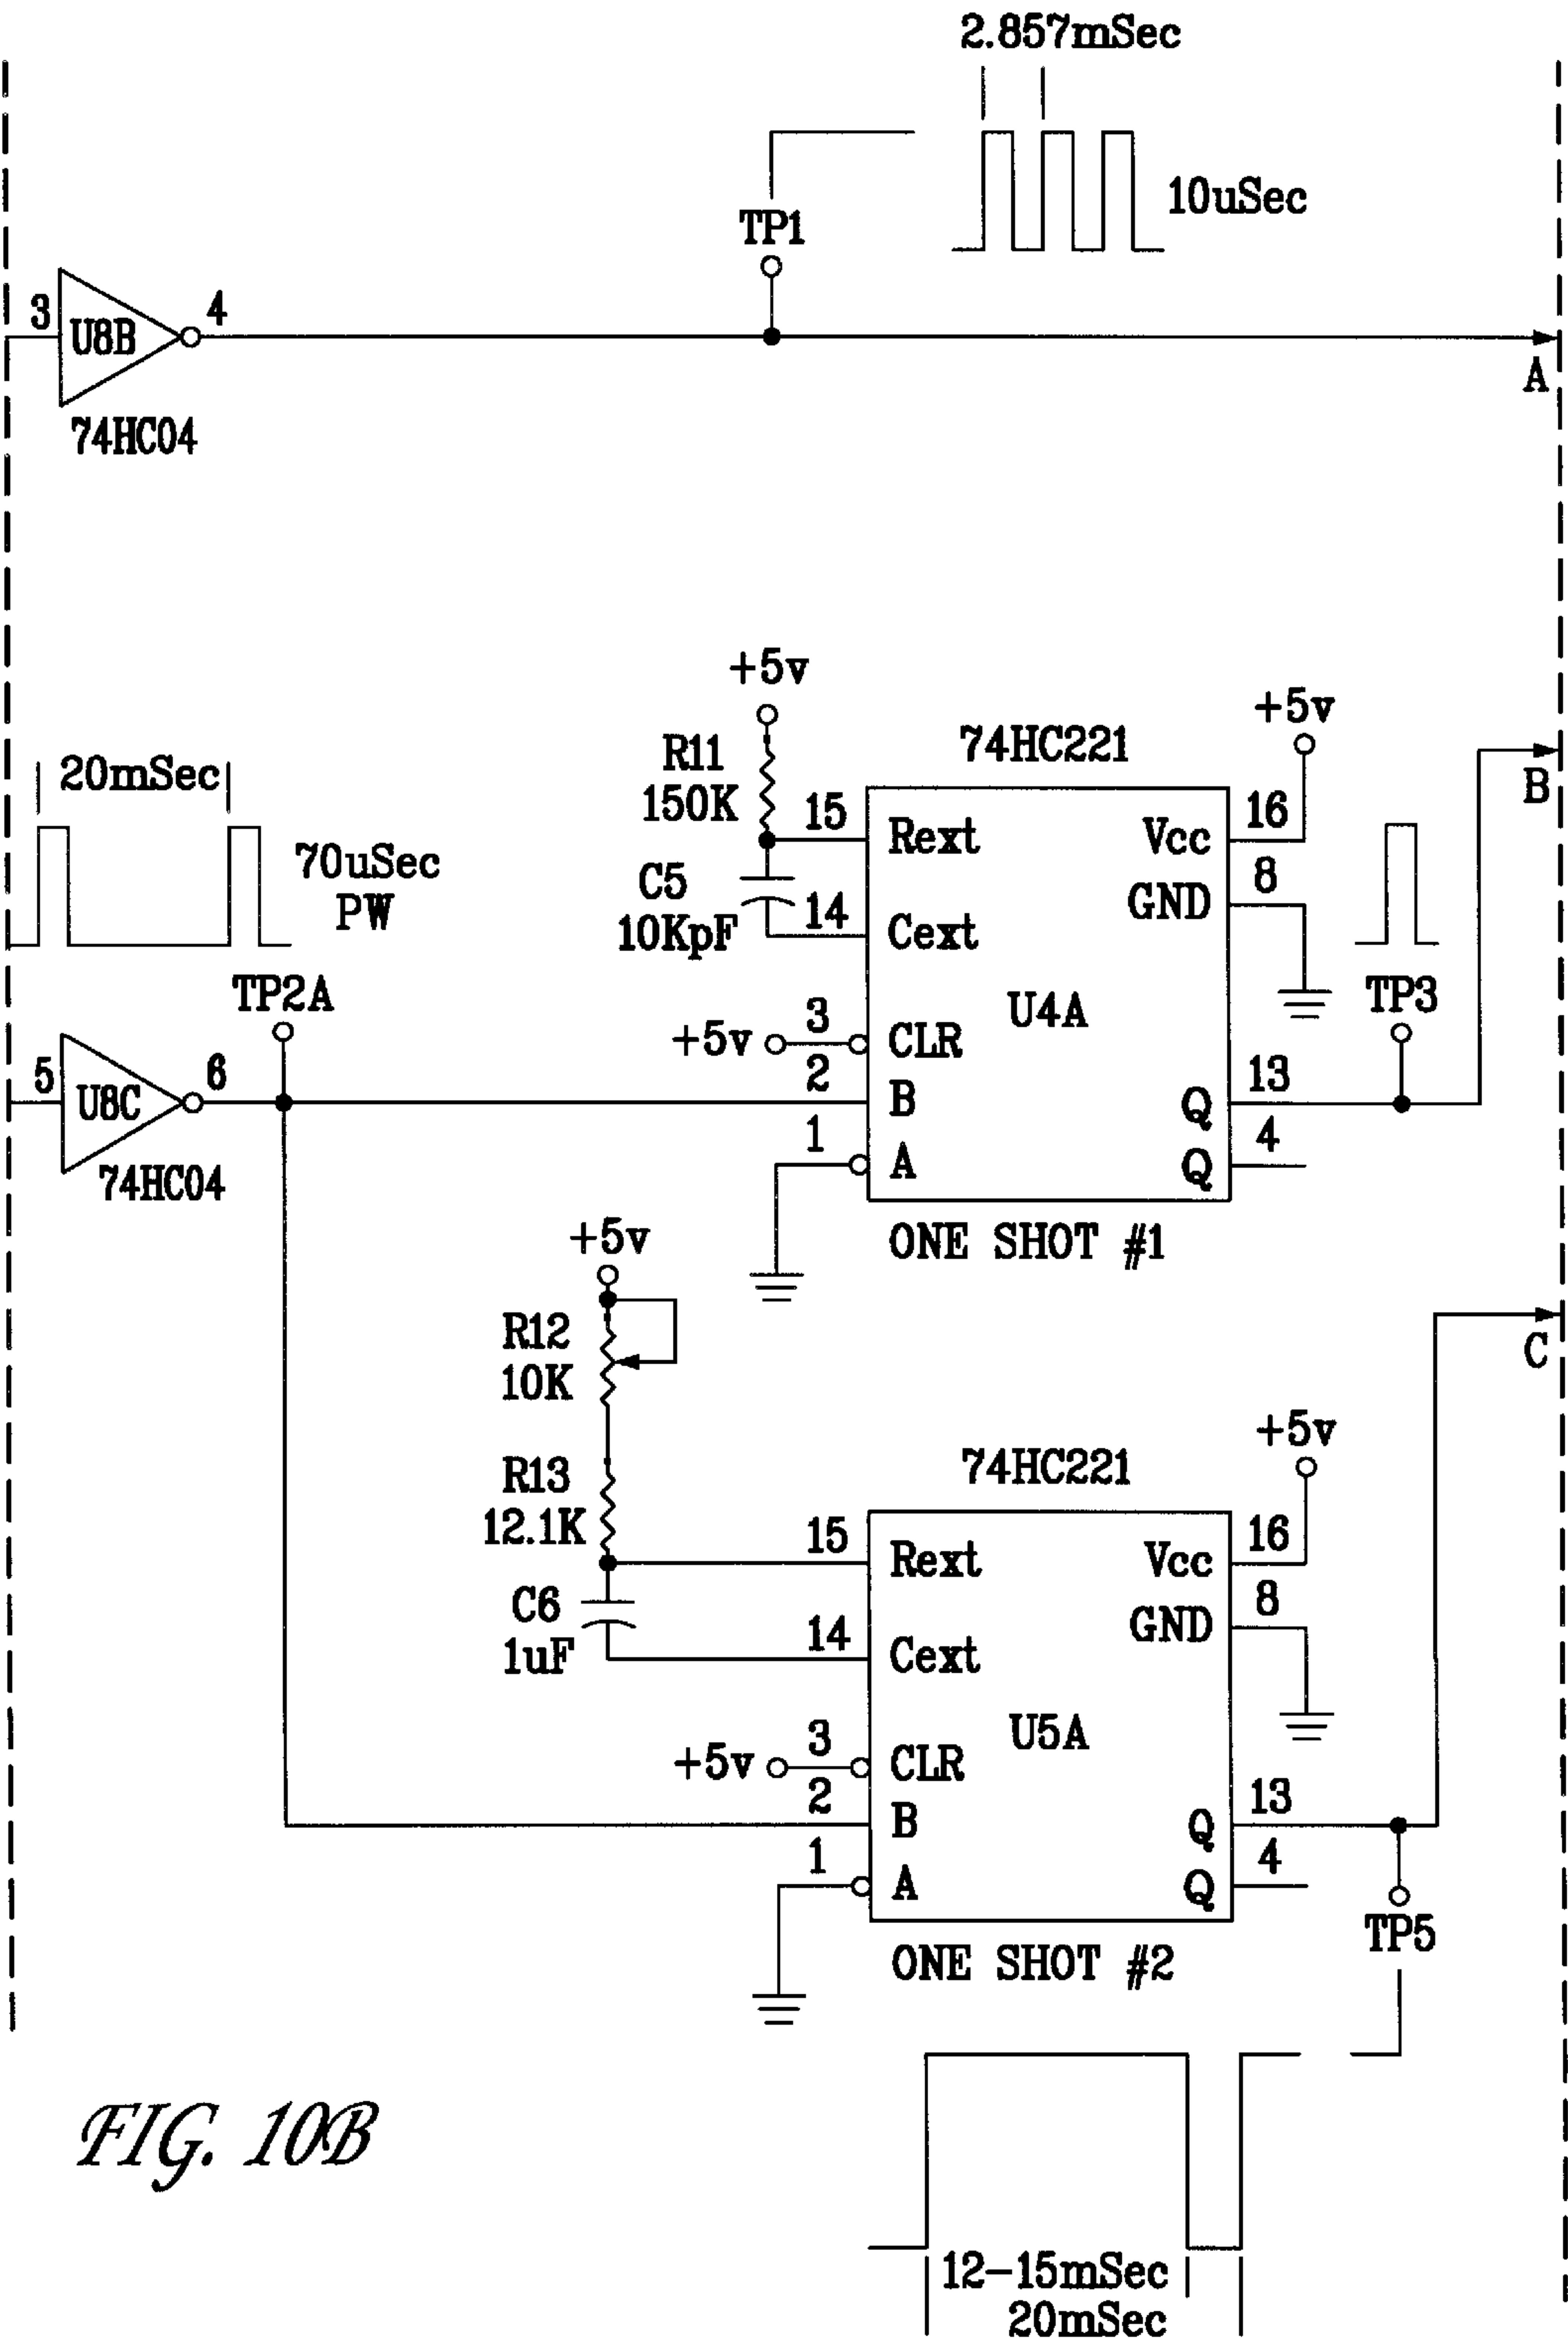 2.857mSec
10uSec
TP1
3
U8B
4
74HC04
A
+5v
R11
150K
C5
10KpF
74HC221
+5v
15
Rext
Vcc
16
14
Cext
GND
8
+5v
3
CLR
U4A
2
B
Q
13
1
A
Q
4
ONE SHOT #1
TP3
B
20mSec
70uSec
PW
TP2A
5
U8C
6
74HC04
+5v
R12
10K
R13
12.1K
C6
1uF
74HC221
+5v
15
Rext
Vcc
16
14
Cext
GND
8
+5v
3
CLR
U5A
2
B
Q
13
1
A
Q
4
ONE SHOT #2
C
TP5
12-15mSec
20mSec
FIG. 10B